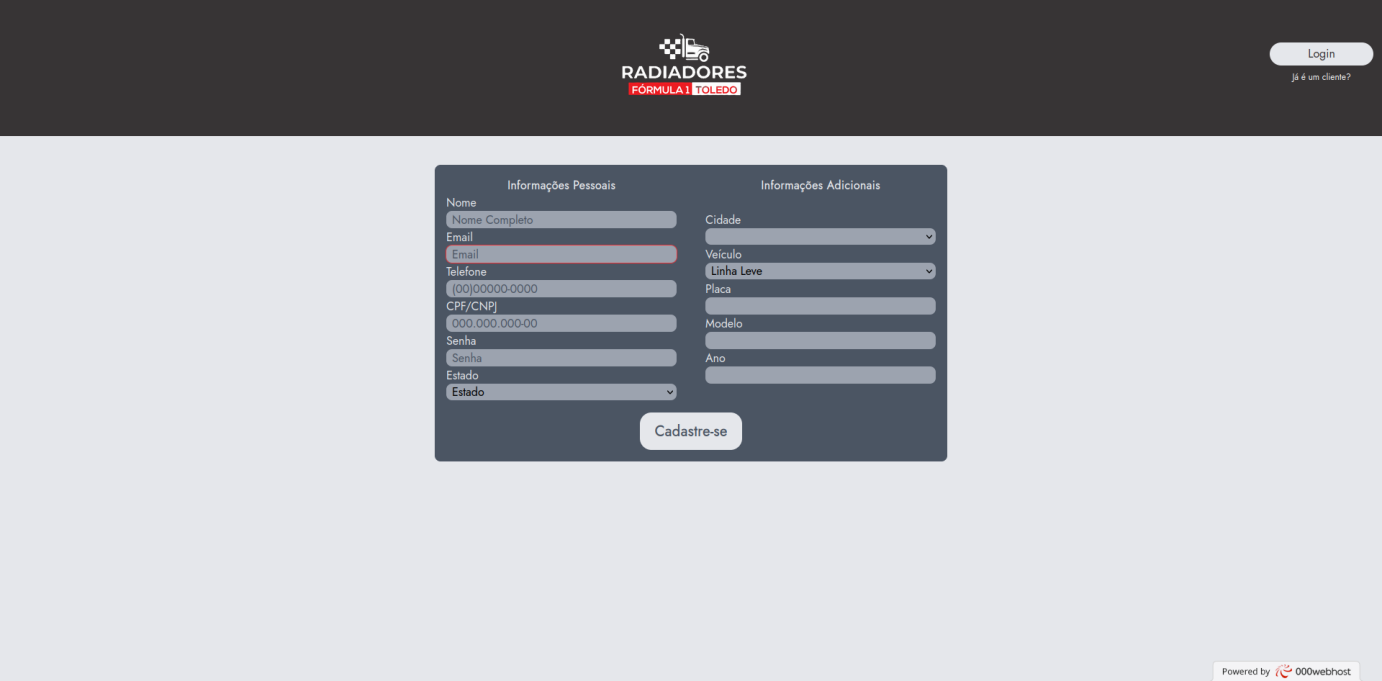 RADIADORES
FÓRMULA 1 TOLEDO
Login
Já é um cliente?
Informações Pessoais
Nome
Nome Completo
Email
Email
Telefone
(00)00000-0000
CPF/CNPJ
000.000.000-00
Senha
Senha
Estado
Estado
Informações Adicionais
Cidade
Veículo
Linha Leve
Placa
Modelo
Ano
Cadastre-se
Powered by 000webhost